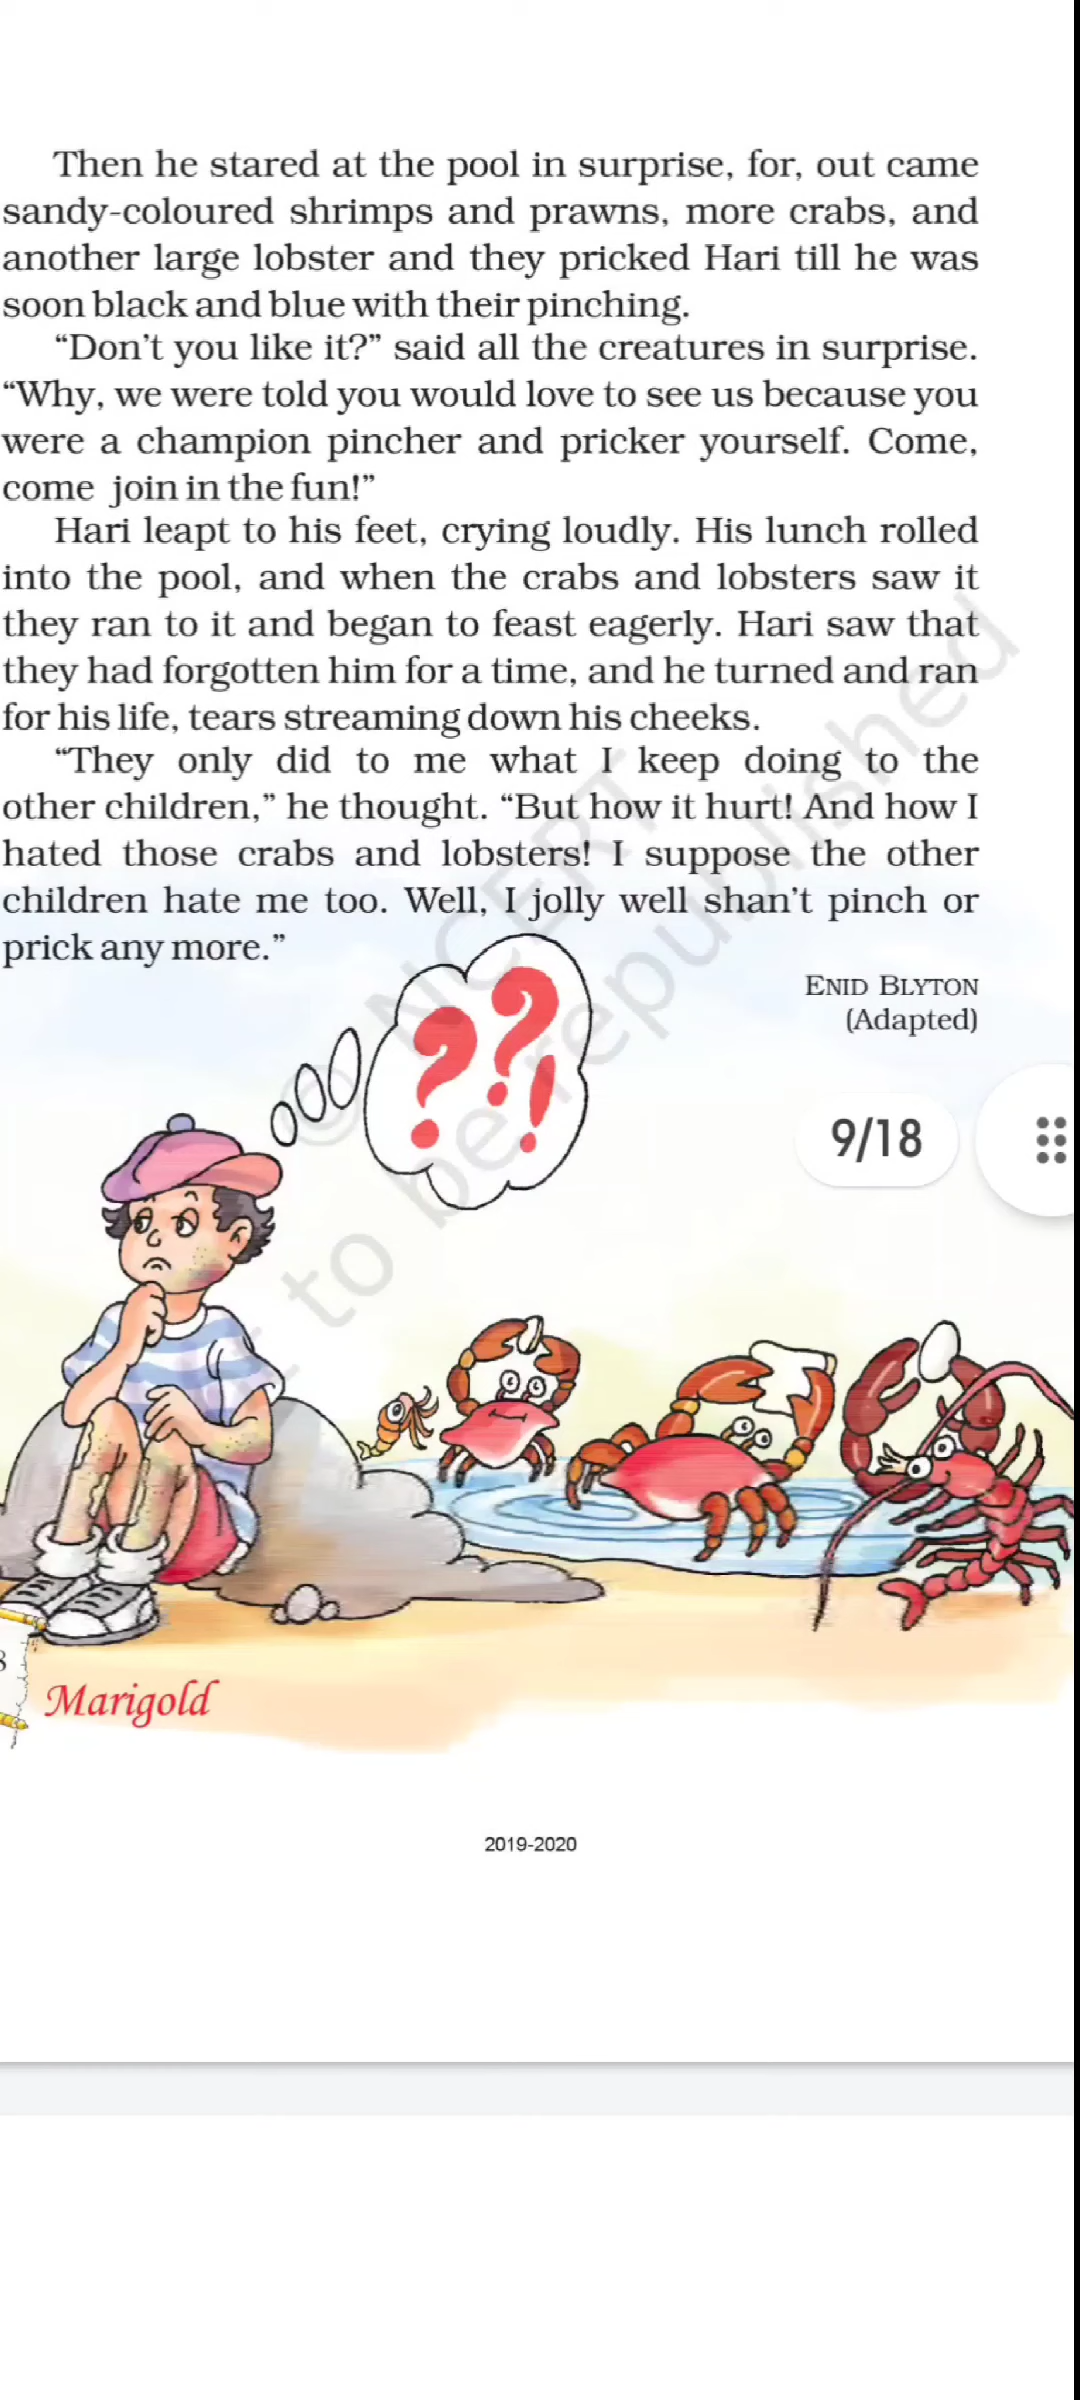 Then he stared at the pool in surprise, for, out came
sandy-coloured shrimps and prawns, more crabs, and
another large lobster and they pricked Hari till he was
soon black and blue with their pinching.
“Don’t you like it?” said all the creatures in surprise.
“Why, we were told you would love to see us because you
were a champion pincher and pricker yourself. Come,
come join in the fun!”
Hari leapt to his feet, crying loudly. His lunch rolled
into the pool, and when the crabs and lobsters saw it
they ran to it and began to feast eagerly. Hari saw that
they had forgotten him for a time, and he turned and ran
for his life, tears streaming down his cheeks.
“They only did to me what I keep doing to the
other children,” he thought. “But how it hurt! And how I
hated those crabs and lobsters! I suppose the other
children hate me too. Well, I jolly well shan’t pinch or
prick any more.”
ENID BLYTON
(Adapted)
??!
9/18
© NCERT
to be republished
8
Marigold
2019-2020